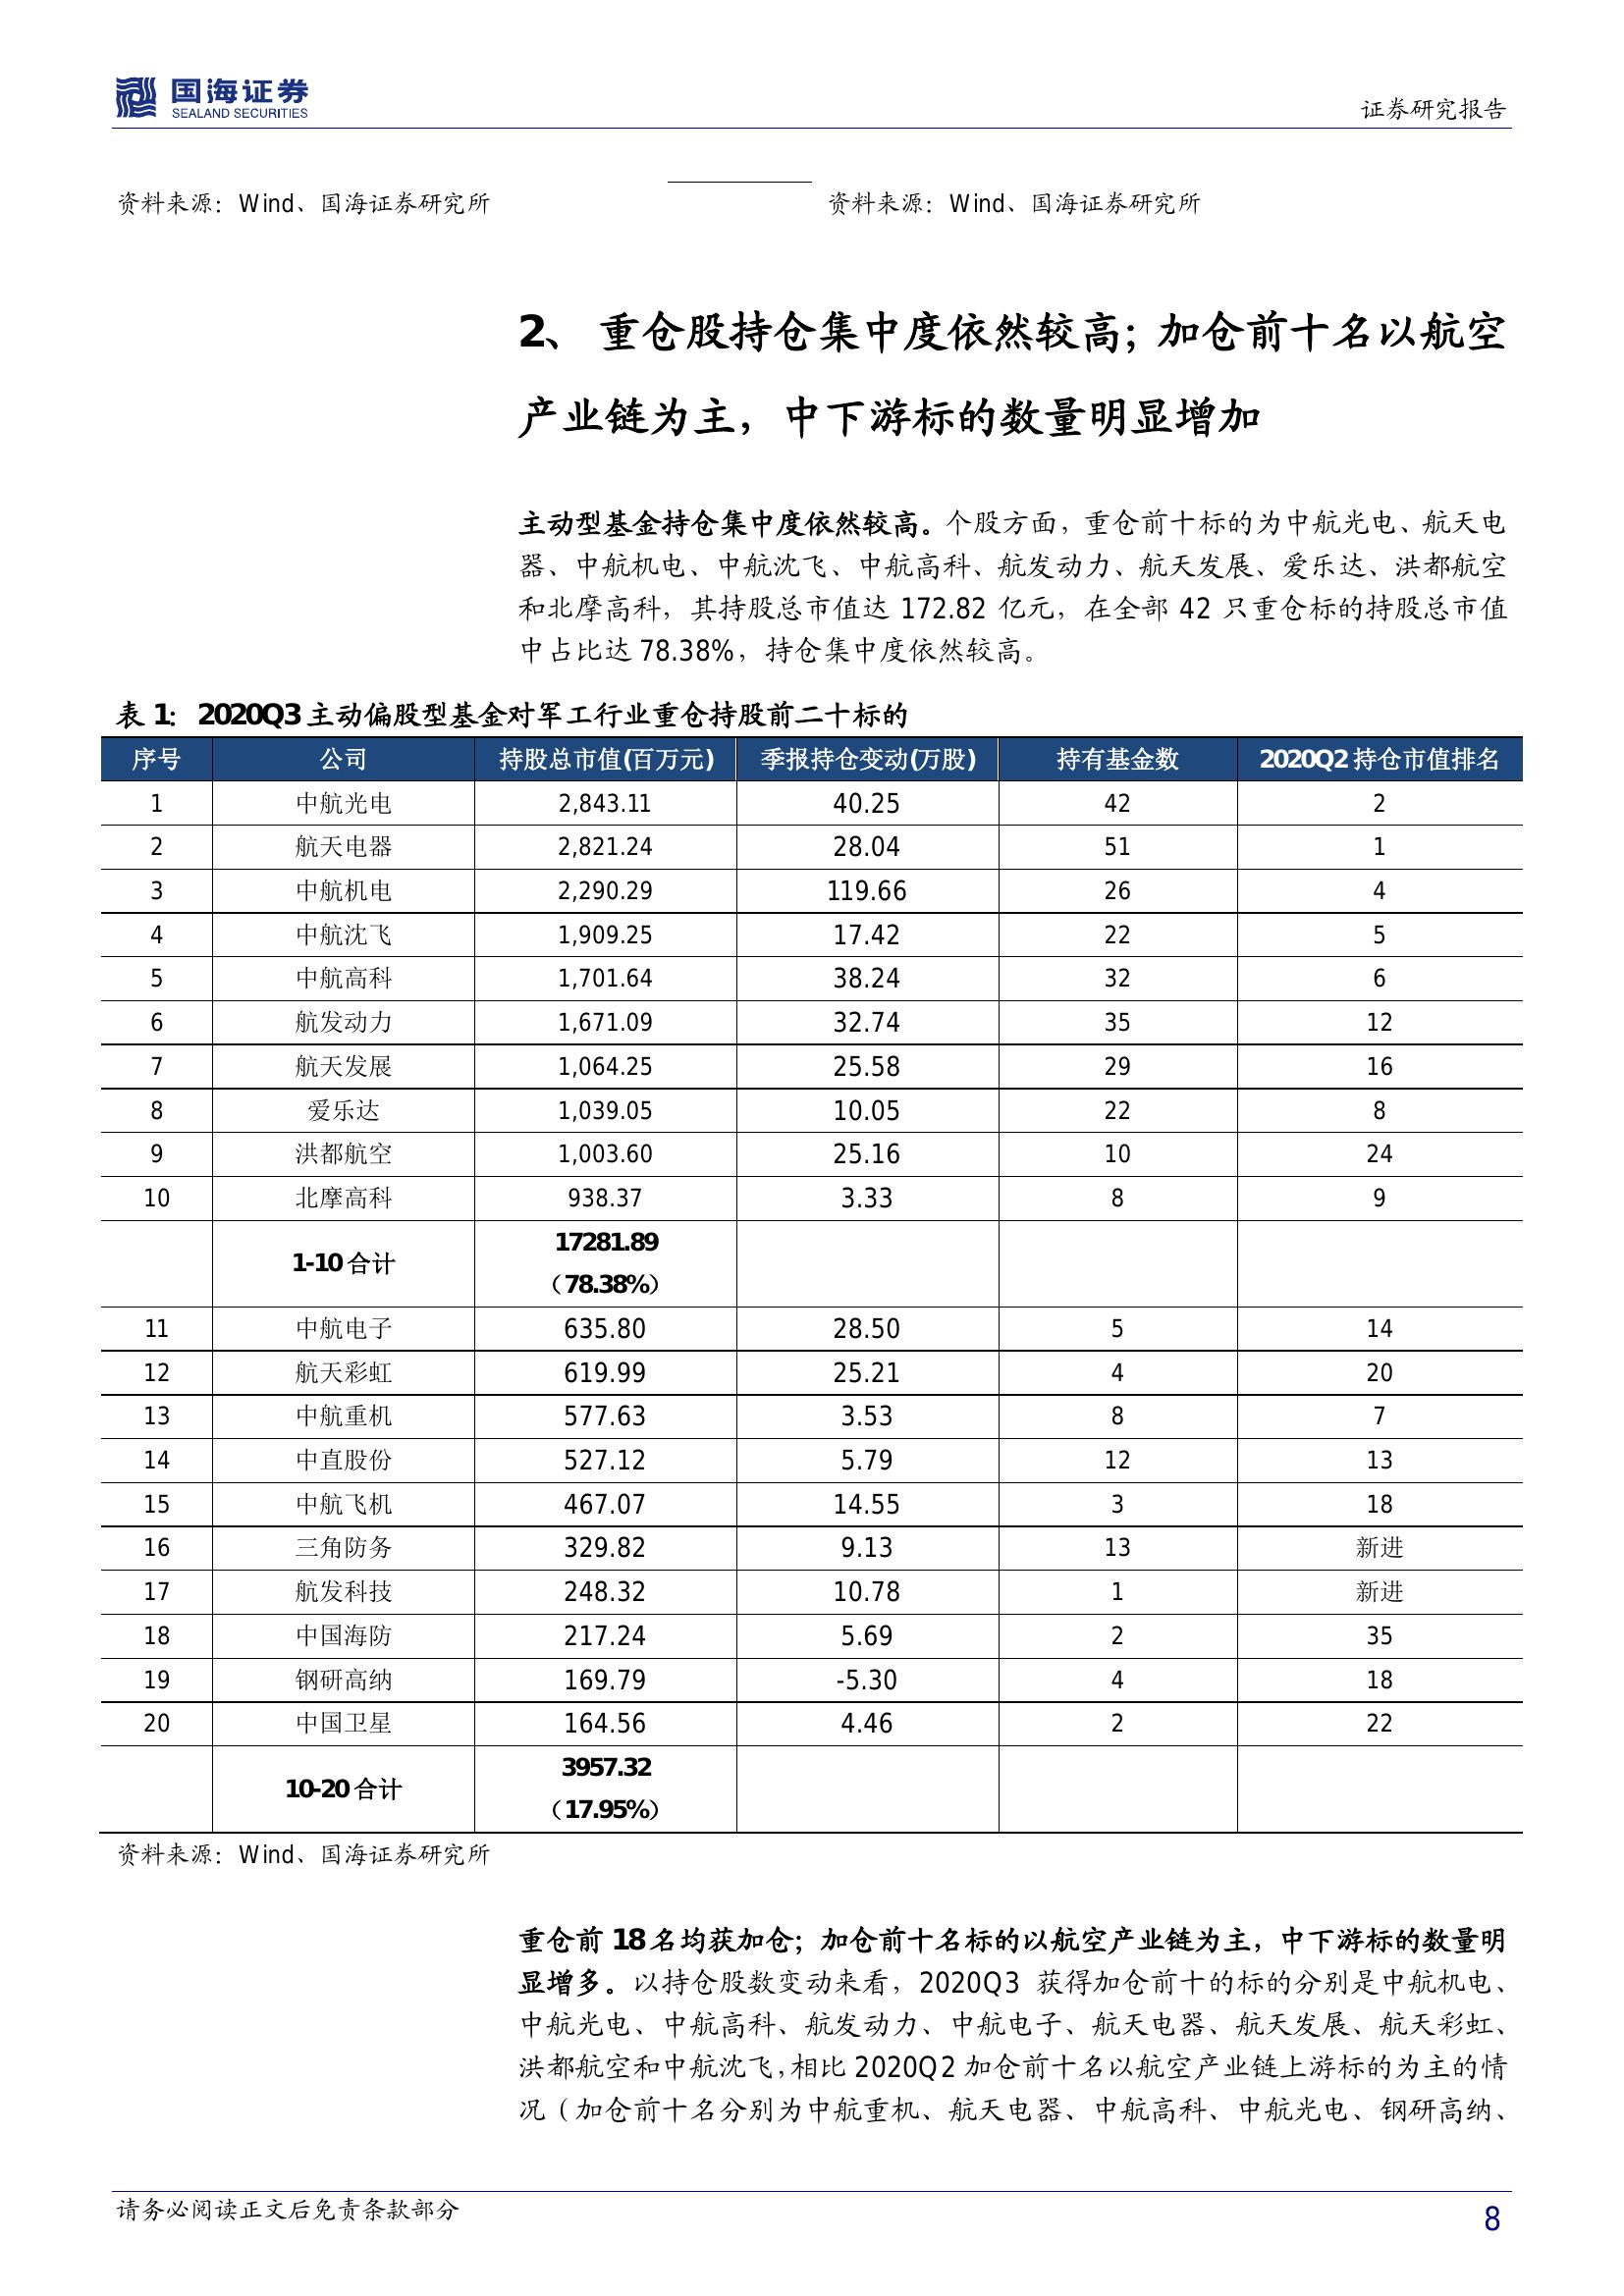 国海证券
SEALAND SECURITIES
证券研究报告
资料来源：Wind、国海证券研究所 资料来源：Wind、国海证券研究所
2、 重仓股持仓集中度依然较高；加仓前十名以航空
产业链为主，中下游标的数量明显增加
主动型基金持仓集中度依然较高。个股方面，重仓前十标的为中航光电、航天电
器、中航机电、中航沈飞、中航高科、航发动力、航天发展、爱乐达、洪都航空
和北摩高科，其持股总市值达 172.82 亿元，在全部 42 只重仓标的持股总市值
中占比达 78.38%，持仓集中度依然较高。
表 1： 2020Q3 主动偏股型基金对军工行业重仓持股前二十标的
序号 公司 持股总市值(百万元) 季报持仓变动(万股) 持有基金数 2020Q2 持仓市值排名
1 中航光电 2,843.11 40.25 42 2
2 航天电器 2,821.24 28.04 51 1
3 中航机电 2,290.29 119.66 26 4
4 中航沈飞 1,909.25 17.42 22 5
5 中航高科 1,701.64 38.24 32 6
6 航发动力 1,671.09 32.74 35 12
7 航天发展 1,064.25 25.58 29 16
8 爱乐达 1,039.05 10.05 22 8
9 洪都航空 1,003.60 25.16 10 24
10 北摩高科 938.37 3.33 8 9
1-10 合计 17281.89
（78.38%）
11 中航电子 635.80 28.50 5 14
12 航天彩虹 619.99 25.21 4 20
13 中航重机 577.63 3.53 8 7
14 中直股份 527.12 5.79 12 13
15 中航飞机 467.07 14.55 3 18
16 三角防务 329.82 9.13 13 新进
17 航发科技 248.32 10.78 1 新进
18 中国海防 217.24 5.69 2 35
19 钢研高纳 169.79 -5.30 4 18
20 中国卫星 164.56 4.46 2 22
10-20 合计 3957.32
（17.95%）
资料来源：Wind、国海证券研究所
重仓前 18 名均获加仓；加仓前十名标的以航空产业链为主，中下游标的数量明
显增多。以持仓股数变动来看，2020Q3 获得加仓前十的标的分别是中航机电、
中航光电、中航高科、航发动力、中航电子、航天电器、航天发展、航天彩虹、
洪都航空和中航沈飞，相比 2020Q2 加仓前十名以航空产业链上游标的为主的情
况（加仓前十名分别为中航重机、航天电器、中航高科、中航光电、钢研高纳、
请务必阅读正文后免责条款部分
8